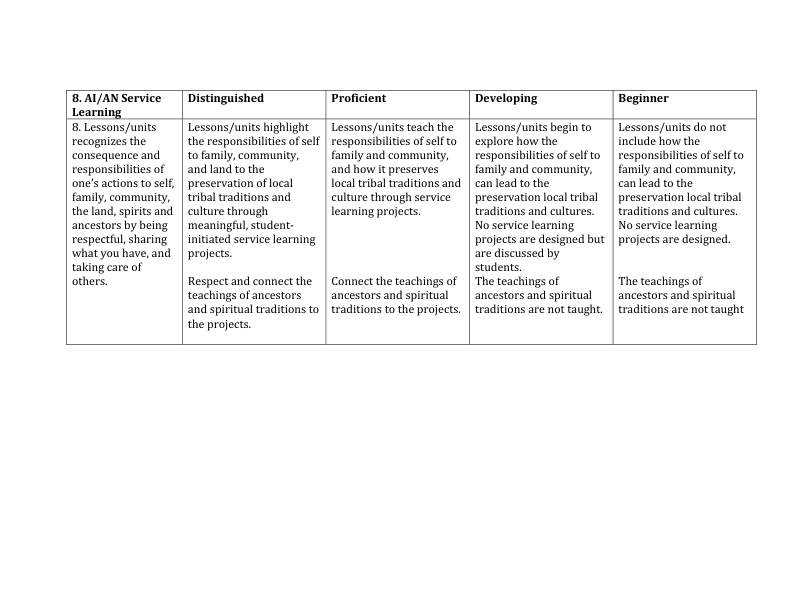 8. AI/AN Service
Learning
Distinguished
Proficient
Developing
Beginner
8. Lessons/units
recognizes the
consequence and
responsibilities of
one’s actions to self,
family, community,
the land, spirits and
ancestors by being
respectful, sharing
what you have, and
taking care of
others.
Lessons/units highlight
the responsibilities of self
to family, community,
and land to the
preservation of local
tribal traditions and
culture through
meaningful, student-
initiated service learning
projects.
Respect and connect the
teachings of ancestors
and spiritual traditions to
the projects.
Lessons/units teach the
responsibilities of self to
family and community,
and how it preserves
local tribal traditions and
culture through service
learning projects.
Connect the teachings of
ancestors and spiritual
traditions to the projects.
Lessons/units begin to
explore how the
responsibilities of self to
family and community,
can lead to the
preservation local tribal
traditions and cultures.
No service learning
projects are designed but
are discussed by
students.
The teachings of
ancestors and spiritual
traditions are not taught.
Lessons/units do not
include how the
responsibilities of self to
family and community,
can lead to the
preservation local tribal
traditions and cultures.
No service learning
projects are designed.
The teachings of
ancestors and spiritual
traditions are not taught